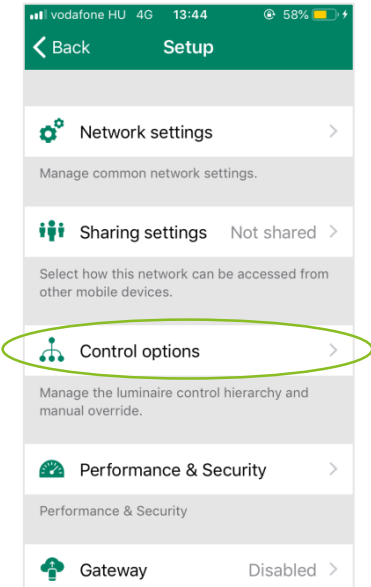 vodafone HU 4G 13:44 58%
Back Setup
Network settings
Manage common network settings.
Sharing settings Not shared
Select how this network can be accessed from
other mobile devices.
Control options
Manage the luminaire control hierarchy and
manual override.
Performance & Security
Performance & Security
Gateway Disabled